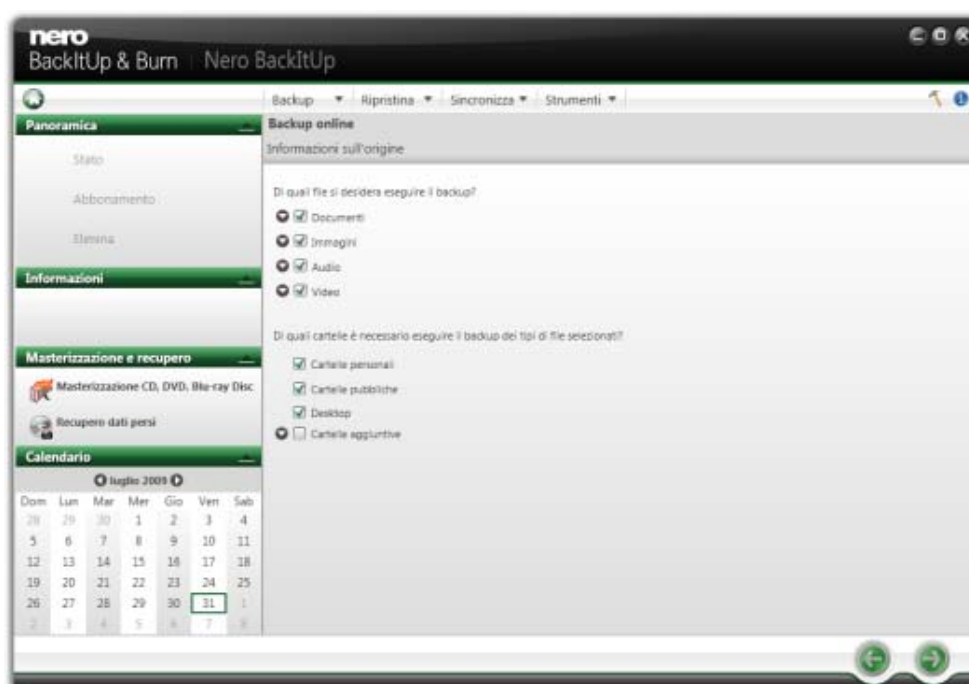 nero
BackItUp & Burn | Nero BackItUp
Backup Ripristina Sincronizza Strumenti
Panoramica
Stato
Abbonamento
Elimina
Informazioni
Masterizzazione e recupero
Masterizzazione CD, DVD, Blu-ray Disc
Recupero dati persi
Calendario
luglio 2009
Dom Lun Mar Mer Gio Ven Sab
28 29 30 1 2 3 4
5 6 7 8 9 10 11
12 13 14 15 16 17 18
19 20 21 22 23 24 25
26 27 28 29 30 31 1
2 3 4 5 6 7 8
Backup online
Informazioni sull'origine
Di quali file si desidera eseguire il backup?
Documenti
Immagini
Audio
Video
Di quali cartelle è necessario eseguire il backup dei tipi di file selezionati?
Cartelle personali
Cartelle pubbliche
Desktop
Cartelle aggiuntive